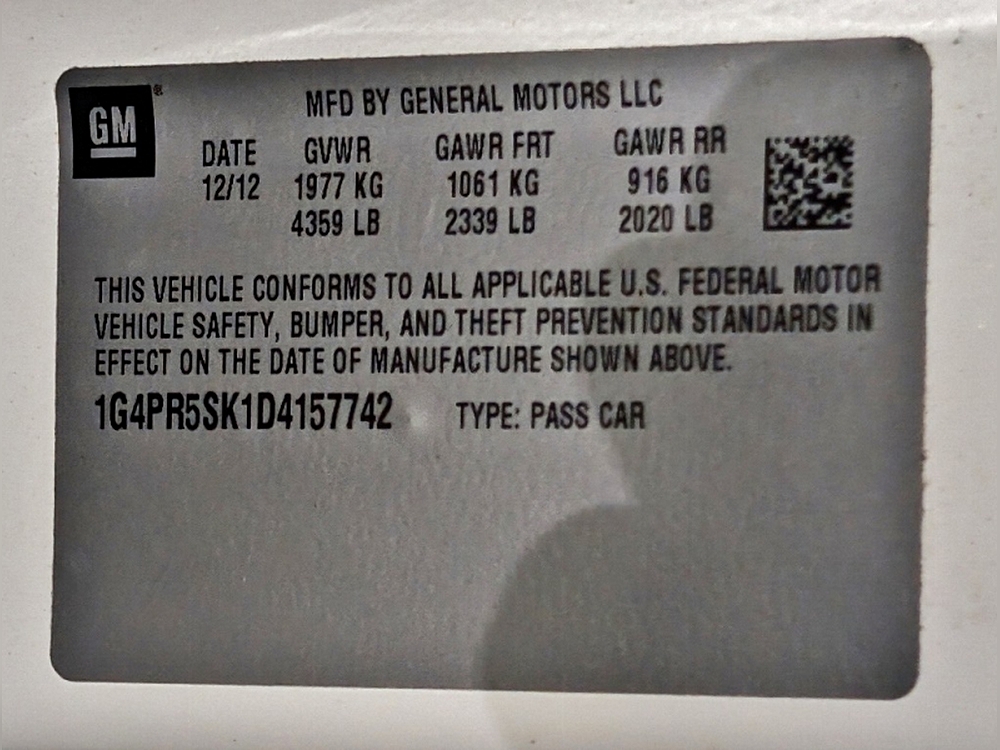 GM®
MFD BY GENERAL MOTORS LLC
DATE GVWR GAWR FRT GAWR RR
12/12 1977 KG 1061 KG 916 KG
4359 LB 2339 LB 2020 LB
THIS VEHICLE CONFORMS TO ALL APPLICABLE U.S. FEDERAL MOTOR
VEHICLE SAFETY, BUMPER, AND THEFT PREVENTION STANDARDS IN
EFFECT ON THE DATE OF MANUFACTURE SHOWN ABOVE.
1G4PR5SK1D4157742 TYPE: PASS CAR